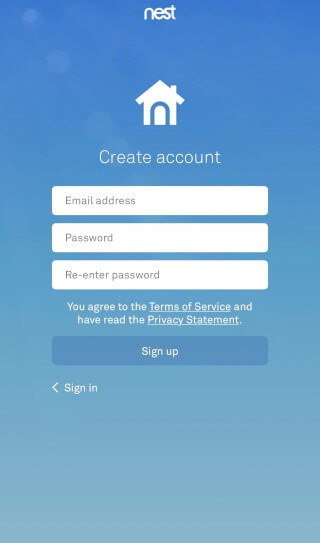 nest
Create account
Email address
Password
Re-enter password
You agree to the Terms of Service and
have read the Privacy Statement.
Sign up
Sign in